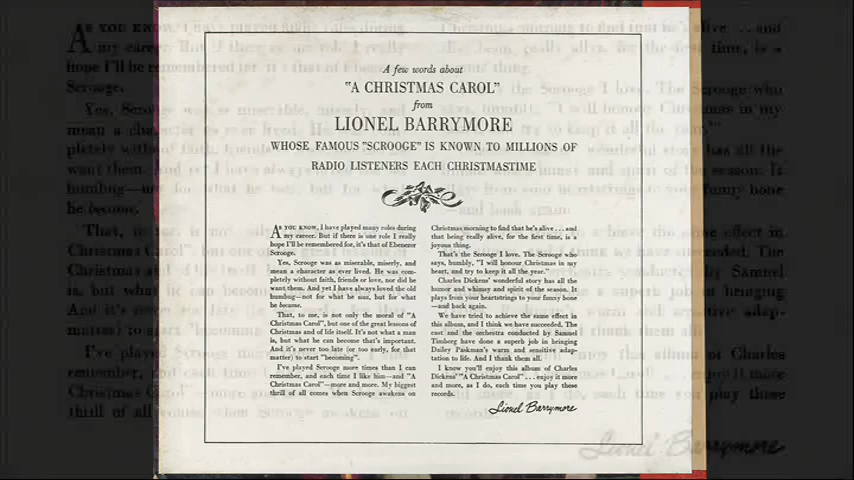 A few words about
"A CHRISTMAS CAROL"
from
LIONEL BARRYMORE
WHOSE FAMOUS "SCROOGE" IS KNOWN TO MILLIONS OF
RADIO LISTENERS EACH CHRISTMASTIME
AS YOU KNOW, I have played many roles during
my career. But if there is one role I really
hope I'll be remembered for, it's that of Ebenezer
Scrooge.
Yes, Scrooge was as miserable, miserly, and
mean a character as ever lived. He was com-
pletely without faith, friends or love, nor did he
want them. And yet I have always loved the old
humbug—not for what he was, but for what
he became.
That, to me, is not only the moral of "A
Christmas Carol", but one of the great lessons of
Christmas and of life itself. It's not what a man
is, but what he can become that's important.
And it's never too late (or too early, for that
matter) to start "becoming".
I've played Scrooge more times than I can
remember, and each time I like him—and "A
Christmas Carol"—more and more. My biggest
thrill of all comes when Scrooge awakens on
Christmas morning to find that he's alive . . . and
that being really alive, for the first time, is a
joyous thing.
That's the Scrooge I love. The Scrooge who
says, humbly, "I will honour Christmas in my
heart, and try to keep it all the year."
Charles Dickens' wonderful story has all the
humor and whimsy and spirit of the season. It
plays from your heartstrings to your funny bone
—and back again.
We have tried to achieve the same effect in
this album, and I think we have succeeded. The
cast and the orchestra conducted by Samuel
Timberg have done a superb job in bringing
Dailey Paskman's warm and sensitive adap-
tation to life. And I thank them all.
I know you'll enjoy this album of Charles
Dickens' "A Christmas Carol" . . . enjoy it more
and more, as I do, each time you play these
records.
Lionel Barrymore